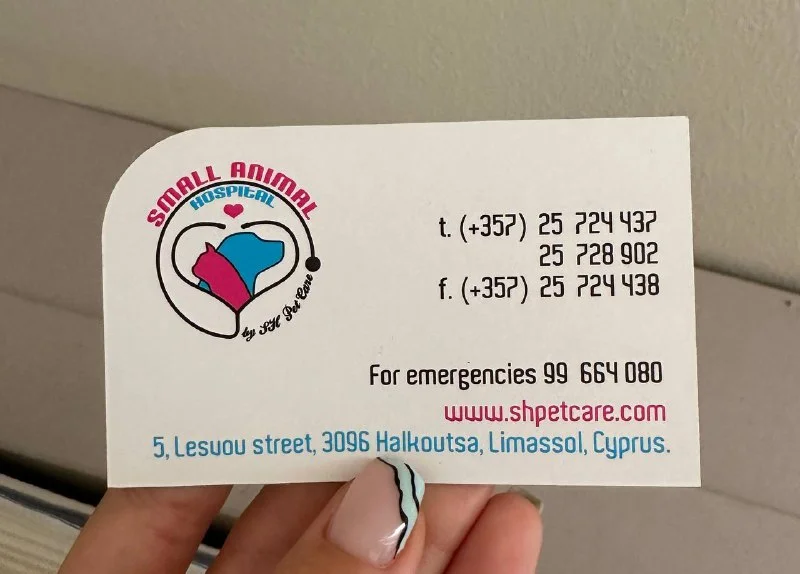 SMALL ANIMAL
HOSPITAL
by SH Pet Care
t. (+357) 25 724 437
25 728 902
f. (+357) 25 724 438
For emergencies 99 664 080
www.shpetcare.com
5, Lesvou street, 3096 Halkoutsa, Limassol, Cyprus.